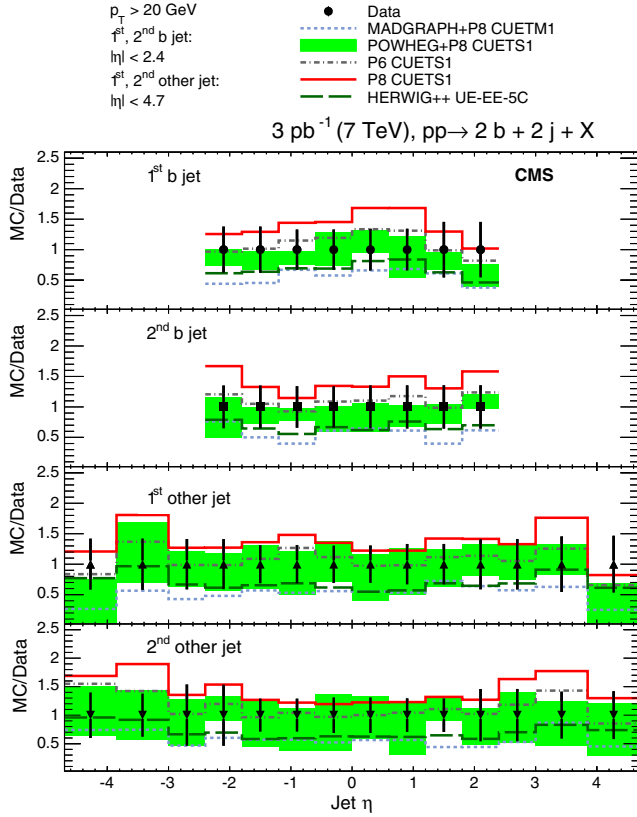 p_T > 20 GeV
1st, 2nd b jet:
|η| < 2.4
1st, 2nd other jet:
|η| < 4.7
Data
MADGRAPH+P8 CUETM1
POWHEG+P8 CUETS1
P6 CUETS1
P8 CUETS1
HERWIG++ UE-EE-5C
3 pb⁻¹ (7 TeV), pp→ 2 b + 2 j + X
MC/Data
2.5
2
1.5
1
0.5
1st b jet
CMS
MC/Data
2.5
2
1.5
1
0.5
2nd b jet
MC/Data
2.5
2
1.5
1
0.5
1st other jet
MC/Data
2.5
2
1.5
1
0.5
2nd other jet
-4 -3 -2 -1 0 1 2 3 4
Jet η